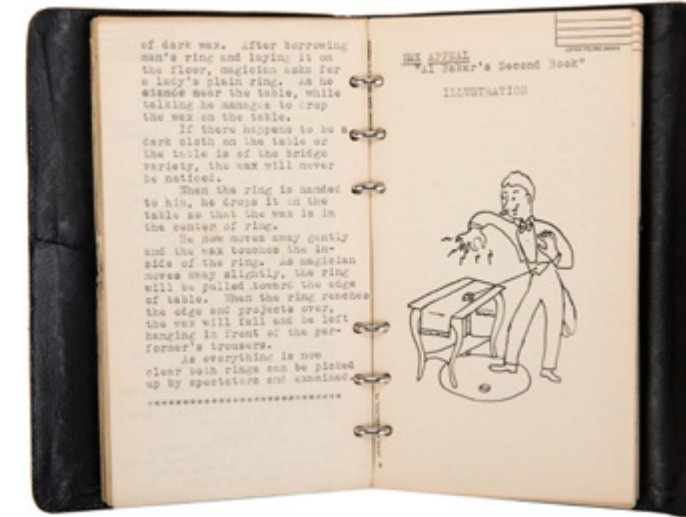 of dark wax. After borrowing
man's ring and laying it on
the floor, magician asks for
a lady's plain ring. As he
stands near the table, while
talking he manages to drop
the wax on the table.
If there happens to be a
dark cloth on the table or
the table is of the bridge
variety, the wax will never
be noticed.
When the ring is handed
to him, he drops it on the
table so that the wax is in
the center of ring.
He now moves away gently
and the wax touches the in-
side of the ring. As magician
moves away slightly, the ring
will be pulled toward the edge
of table. When the ring reaches
the edge and projects over,
the wax will fall and be left
hanging in front of the per-
former's trousers.
As everything is now
clear both rings can be picked
up by spectators and examined.
APPEAL
"Al Baker's Second Book"
ILLUSTRATION